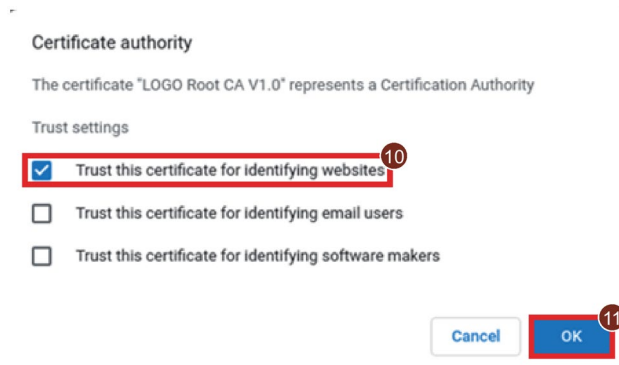 Certificate authority
The certificate "LOGO Root CA V1.0" represents a Certification Authority
Trust settings
10
Trust this certificate for identifying websites
Trust this certificate for identifying email users
Trust this certificate for identifying software makers
11
Cancel OK